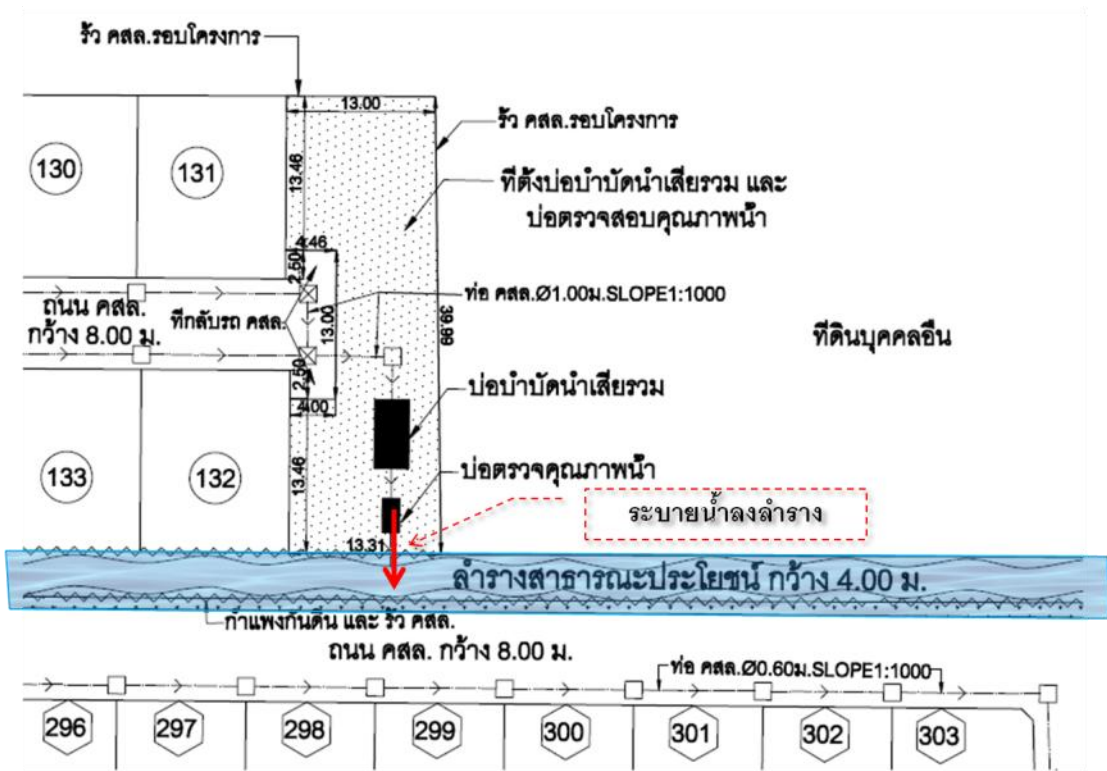 รั้ว คสล.รอบโครงการ
13.00
รั้ว คสล.รอบโครงการ
130
131
13.46
ที่ตั้งบ่อบำบัดน้ำเสียรวม และ
บ่อตรวจสอบคุณภาพน้ำ
4.46
2.50
ท่อ คสล.Ø1.00ม.SLOPE1:1000
ถนน คสล.
กว้าง 8.00 ม.
ที่กลับรถ คสล.
13.00
39.99
ที่ดินบุคคลอื่น
2.50
4.00
บ่อบำบัดน้ำเสียรวม
133
132
13.46
บ่อตรวจคุณภาพน้ำ
ระบายน้ำลงลำราง
13.31
ลำรางสาธารณะประโยชน์ กว้าง 4.00 ม.
กำแพงกันดิน และ รั้ว คสล.
ถนน คสล. กว้าง 8.00 ม.
ท่อ คสล.Ø0.60ม.SLOPE1:1000
296
297
298
299
300
301
302
303